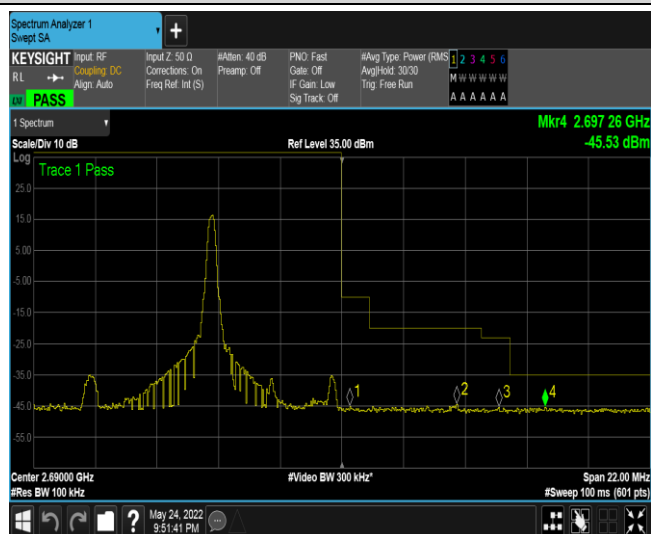 Spectrum Analyzer 1
Swept SA
KEYSIGHT
RL
LXI PASS
Input: RF
Coupling: DC
Align: Auto
Input Z: 50 Ω
Corrections: On
Freq Ref: Int (S)
#Atten: 40 dB
Preamp: Off
PNO: Fast
Gate: Off
IF Gain: Low
Sig Track: Off
#Avg Type: Power (RMS
Avg|Hold: 30/30
Trig: Free Run
1 2 3 4 5 6
M W W W W W
A A A A A A
1 Spectrum
Mkr4 2.697 26 GHz
Scale/Div 10 dB
Ref Level 35.00 dBm
-45.53 dBm
Log
Trace 1 Pass
25.0
15.0
5.00
-5.00
-15.0
-25.0
-35.0
-45.0
-55.0
1
2
3
4
Center 2.69000 GHz
#Video BW 300 kHz*
Span 22.00 MHz
#Res BW 100 kHz
#Sweep 100 ms (601 pts)
?
May 24, 2022
9:51:41 PM